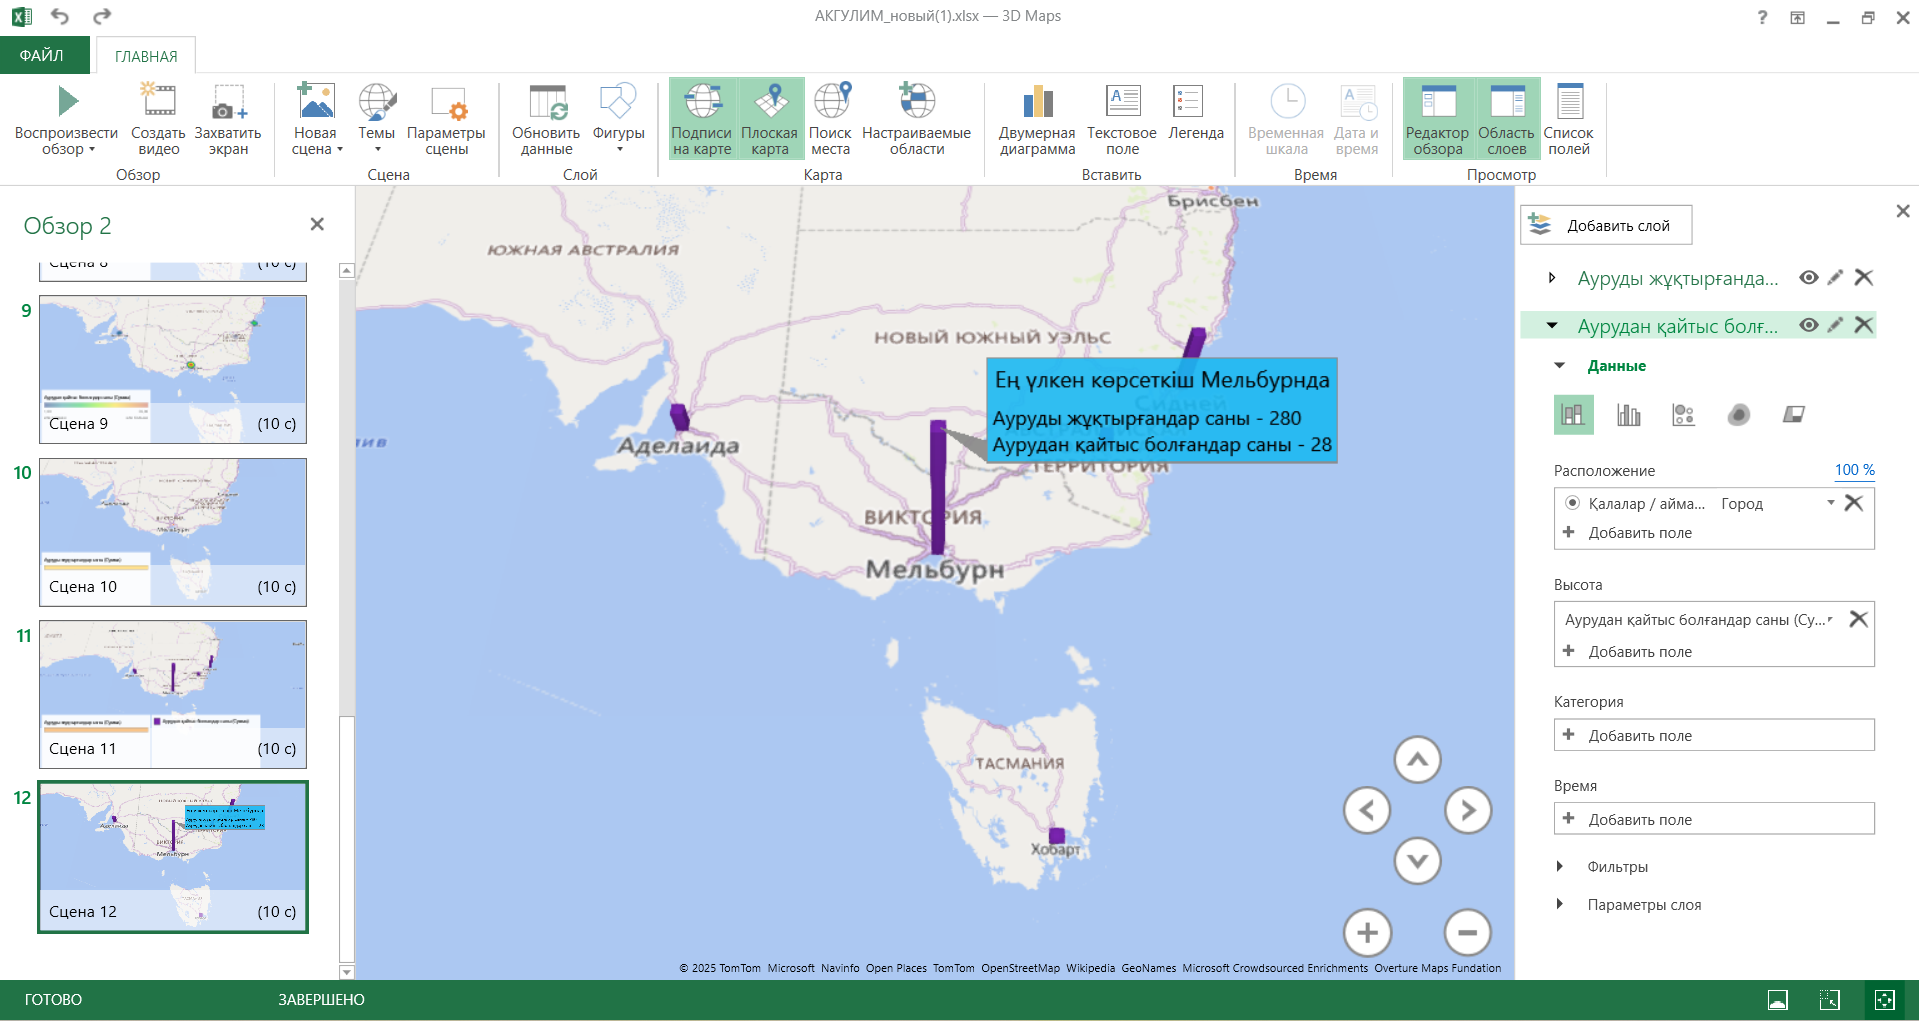 АКГУЛИМ_новый(1).xlsx — 3D Maps
ФАЙЛ
ГЛАВНАЯ
Воспроизвести обзор
Создать видео
Захватить экран
Обзор
Новая сцена
Темы
Параметры сцены
Сцена
Обновить данные
Фигуры
Слой
Подписи на карте
Плоская карта
Поиск места
Настраиваемые области
Карта
Двумерная диаграмма
Текстовое поле
Легенда
Вставить
Временная шкала
Дата и время
Время
Редактор обзора
Область слоев
Список полей
Просмотр
Обзор 2
Сцена 8 (10 с)
9
Сцена 9 (10 с)
10
Сцена 10 (10 с)
11
Сцена 11 (10 с)
12
Сцена 12 (10 с)
Брисбен
ЮЖНАЯ АВСТРАЛИЯ
НОВЫЙ ЮЖНЫЙ УЭЛЬС
Ең үлкен көрсеткіш Мельбурнда
Сидней
Ауруды жұқтырғандар саны - 280
Аурудан қайтыс болғандар саны - 28
Аделаида
ТЕРРИТОРИЯ
ВИКТОРИЯ
Мельбурн
ТАСМАНИЯ
Хобарт
© 2025 TomTom Microsoft Navinfo Open Places TomTom OpenStreetMap Wikipedia GeoNames Microsoft Crowdsourced Enrichments Overture Maps Fundation
Добавить слой
Ауруды жұқтырғанда...
Аурудан қайтыс болғ...
Данные
Расположение 100 %
Қалалар / айма... Город
Добавить поле
Высота
Аурудан қайтыс болғандар саны (Су...
Добавить поле
Категория
Добавить поле
Время
Добавить поле
Фильтры
Параметры слоя
ГОТОВО
ЗАВЕРШЕНО